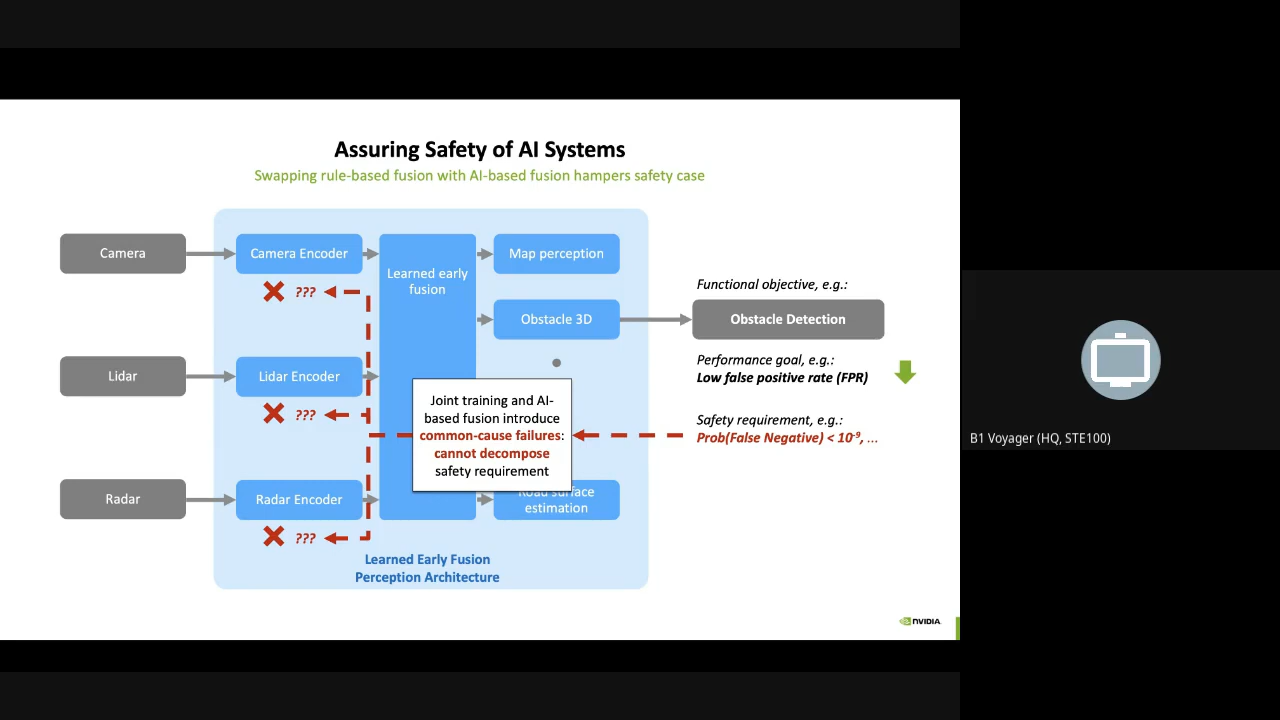 Assuring Safety of AI Systems
Swapping rule-based fusion with AI-based fusion hampers safety case
Camera
Camera Encoder
Learned early
fusion
Map perception
Functional objective, e.g.:
??? 
Obstacle 3D
Obstacle Detection
Performance goal, e.g.:
Low false positive rate (FPR)
Lidar
Lidar Encoder
???
Joint training and AI-
based fusion introduce
common-cause failures:
cannot decompose
safety requirement
Safety requirement, e.g.:
Prob(False Negative) < 10⁻⁹, ...
Radar
Radar Encoder
Road surface
estimation
???
Learned Early Fusion
Perception Architecture
NVIDIA
B1 Voyager (HQ, STE100)